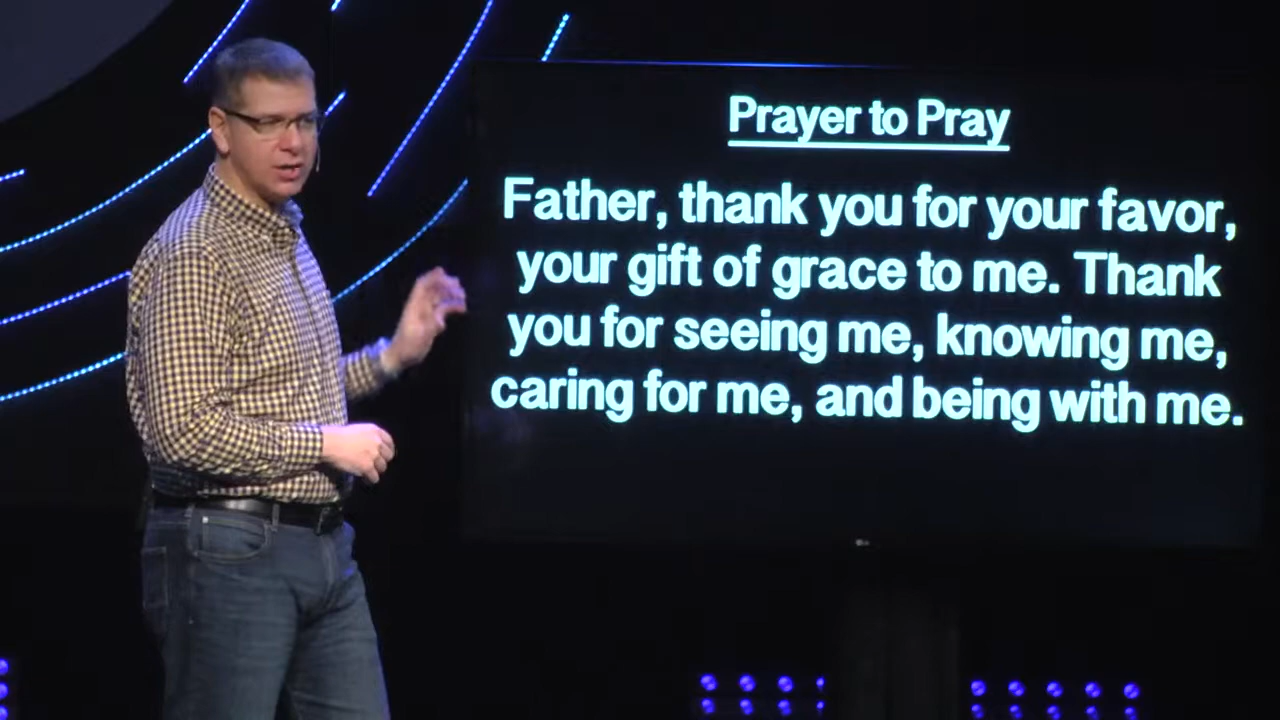 Prayer to Pray
Father, thank you for your favor,
your gift of grace to me. Thank
you for seeing me, knowing me,
caring for me, and being with me.
LG